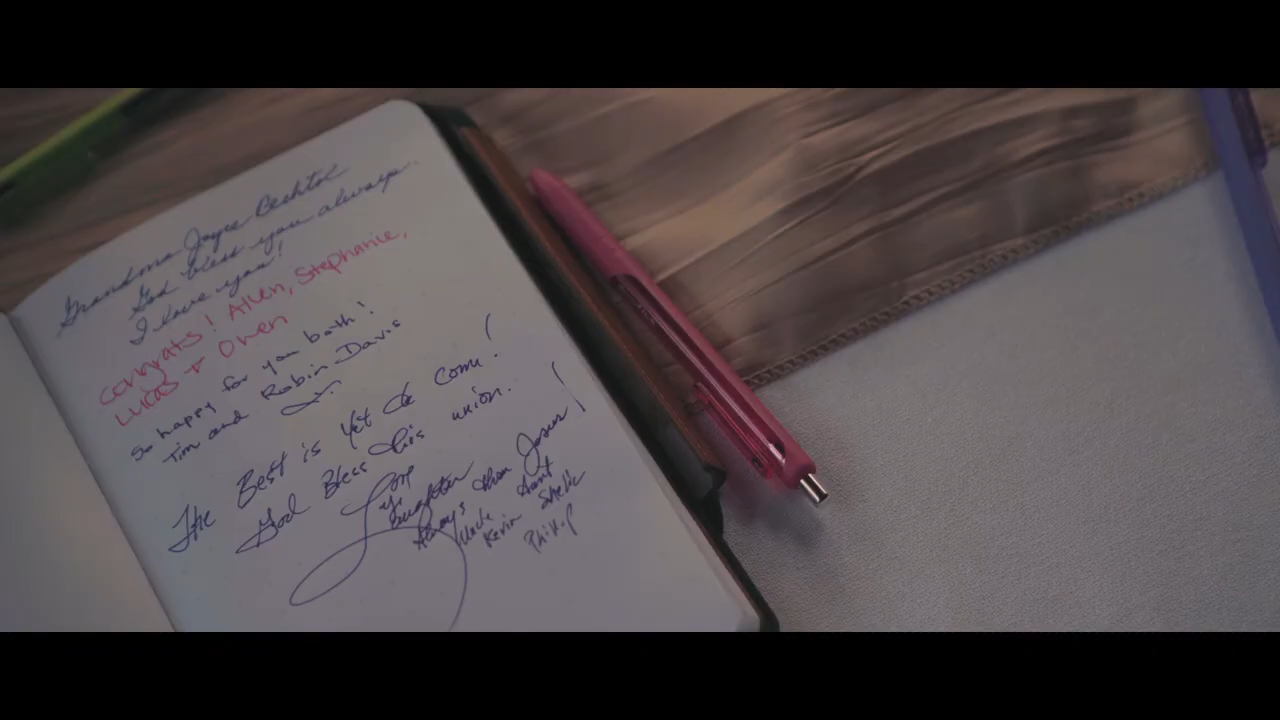 Grandma Joyce
God bless you always.
I love you!
congrats! Allen, Stephanie,
Lucas + Owen
So happy for you both!
Tim and Robin Davis
The Best is yet to come!
God Bless this union.
Love
Always
Uncle Aunt
Kevin
Phillip